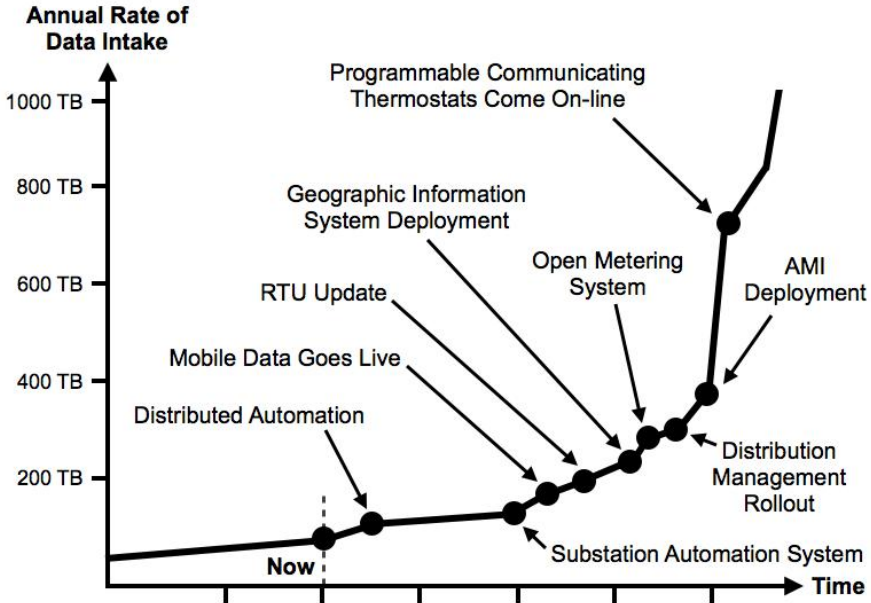 Annual Rate of
Data Intake
Programmable Communicating
Thermostats Come On-line
1000 TB
800 TB
Geographic Information
System Deployment
Open Metering
System
AMI
Deployment
600 TB
RTU Update
Mobile Data Goes Live
400 TB
Distributed Automation
Distribution
Management
Rollout
200 TB
Substation Automation System
Now
Time